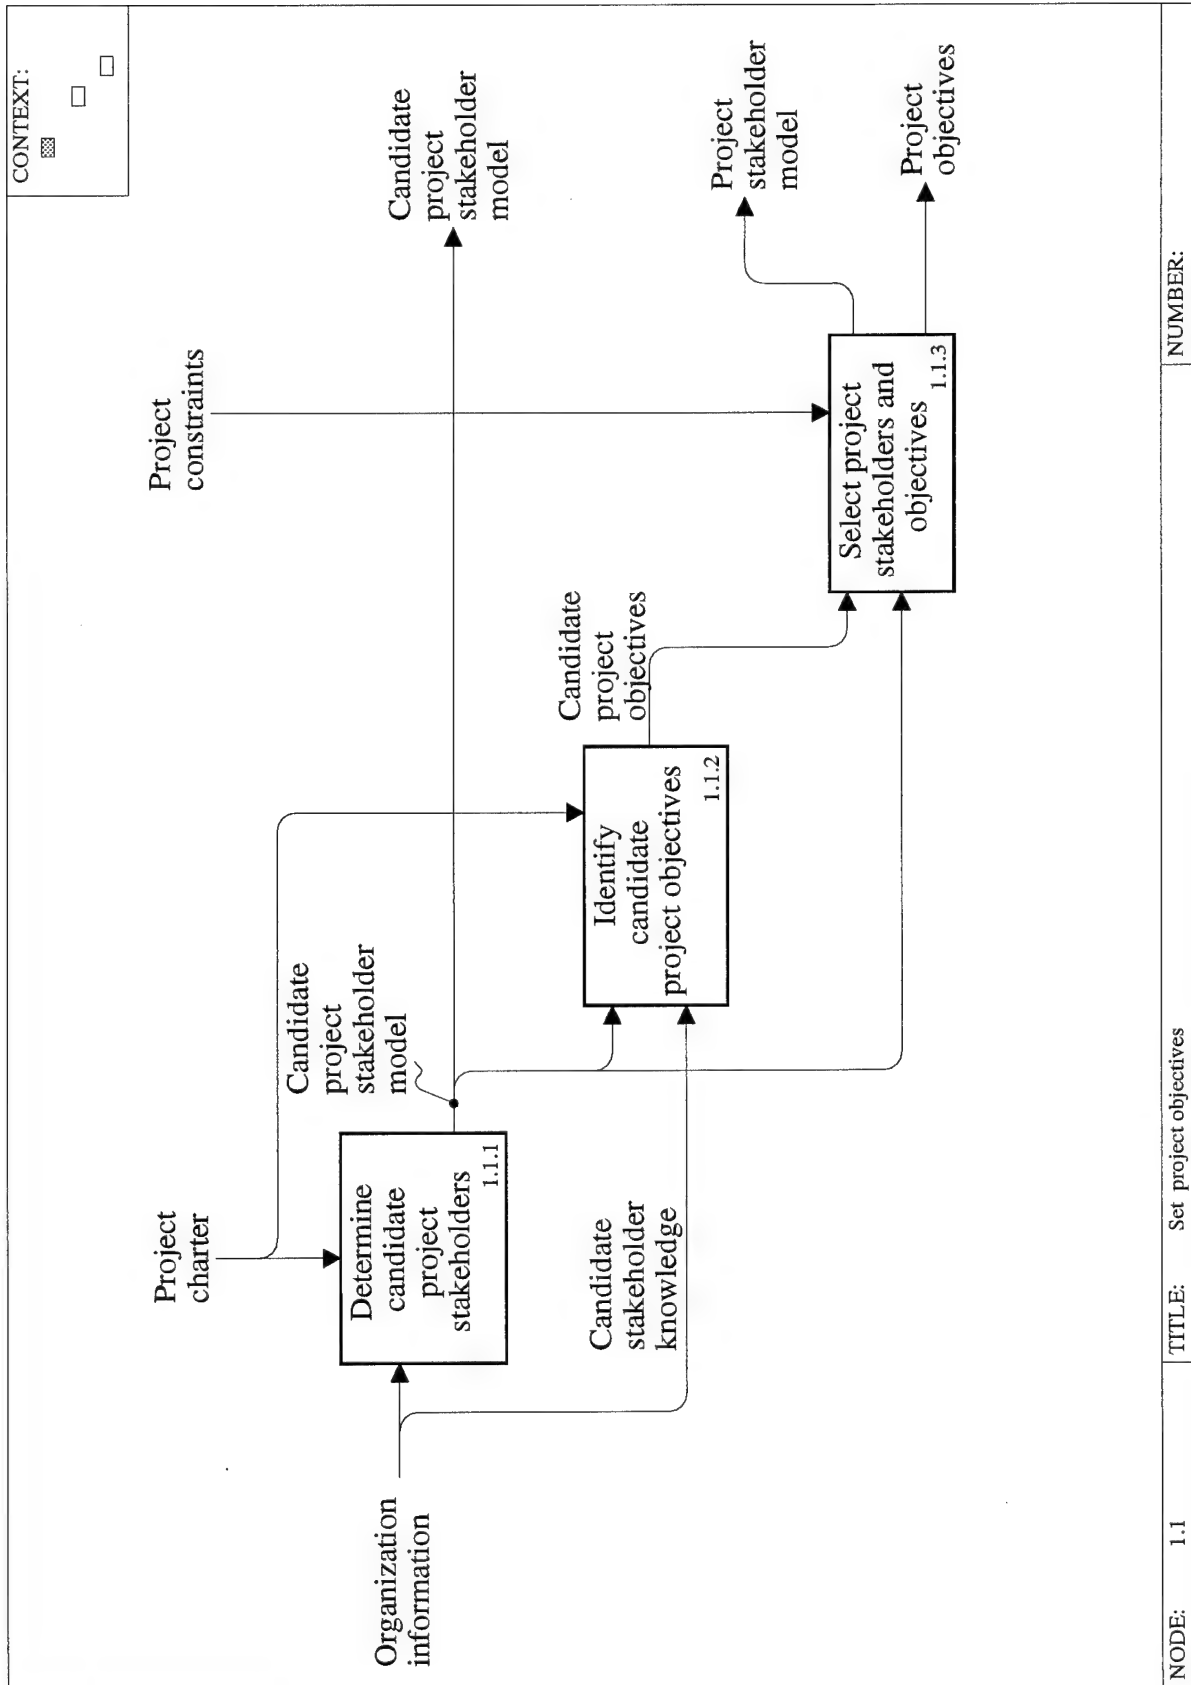 CONTEXT:
Project
charter
Project
constraints
Candidate
project
stakeholder
model
Candidate
project
stakeholder
model
Organization
information
Determine
candidate
project
stakeholders
1.1.1
Candidate
stakeholder
knowledge
Identify
candidate
project objectives
1.1.2
Candidate
project
objectives
Select project
stakeholders and
objectives
1.1.3
Project
stakeholder
model
Project
objectives
NODE: 1.1
TITLE: Set project objectives
NUMBER: